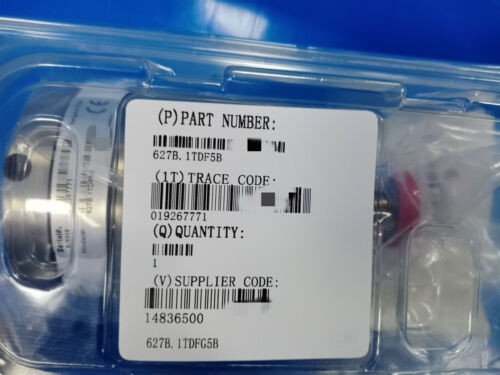 (P)PART NUMBER:
627B.1TDF5B
(1T)TRACE CODE:
019267771
(Q)QUANTITY:
1
(V)SUPPLIER CODE:
14836500
627B.1TDFG5B